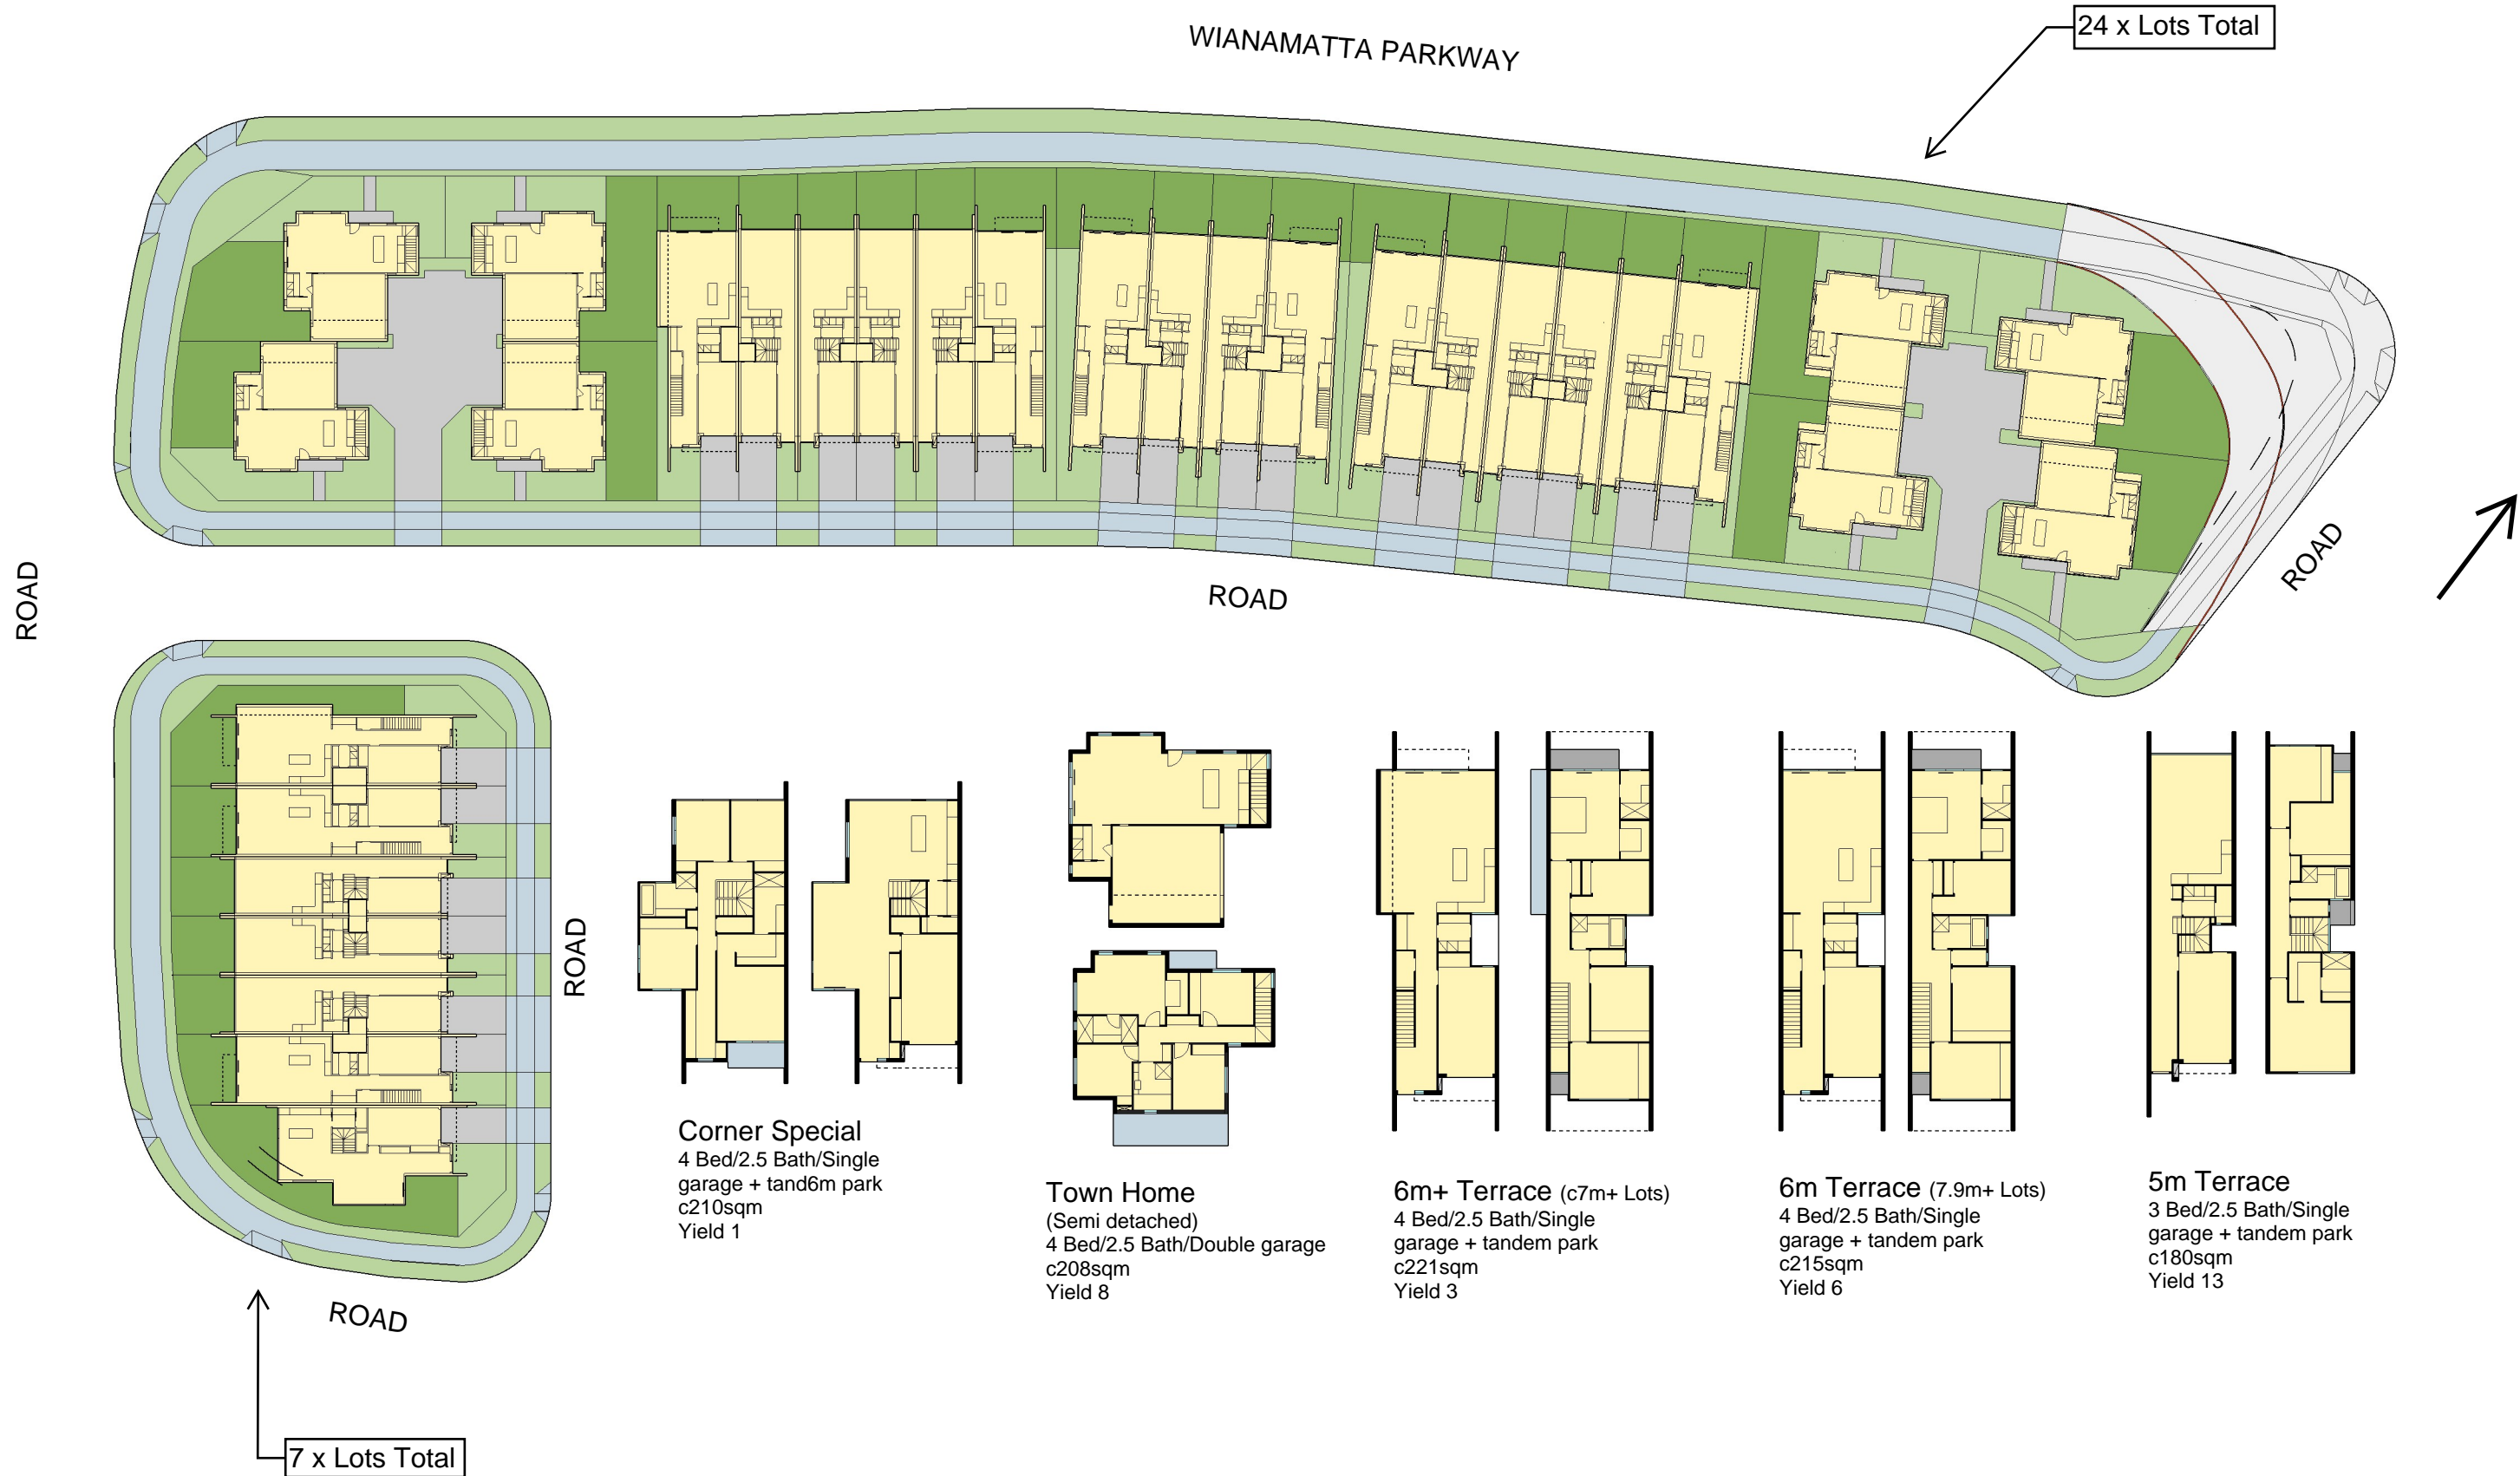 WIANAMATTA PARKWAY
24 x Lots Total
ROAD
ROAD
ROAD
ROAD
ROAD
7 x Lots Total
Corner Special
4 Bed/2.5 Bath/Single
garage + tand6m park
c210sqm
Yield 1
Town Home
(Semi detached)
4 Bed/2.5 Bath/Double garage
c208sqm
Yield 8
6m+ Terrace (c7m+ Lots)
4 Bed/2.5 Bath/Single
garage + tandem park
c221sqm
Yield 3
6m Terrace (7.9m+ Lots)
4 Bed/2.5 Bath/Single
garage + tandem park
c215sqm
Yield 6
5m Terrace
3 Bed/2.5 Bath/Single
garage + tandem park
c180sqm
Yield 13